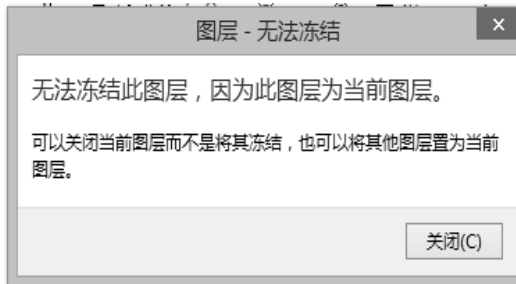 图层 - 无法冻结
x
无法冻结此图层，因为此图层为当前图层。
可以关闭当前图层而不是将其冻结，也可以将其他图层置为当前
图层。
关闭(C)